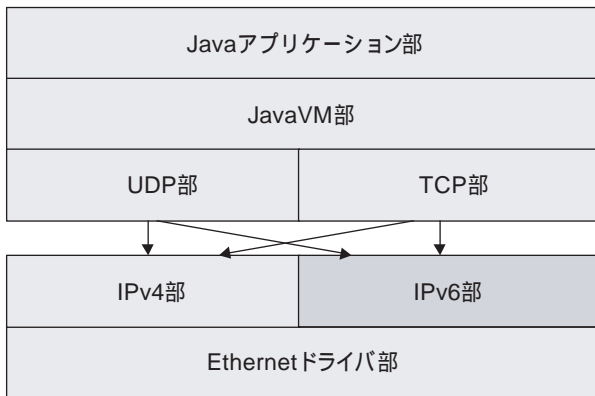 Javaアプリケーション部
JavaVM部
UDP部
TCP部
IPv4部
IPv6部
Ethernetドライバ部